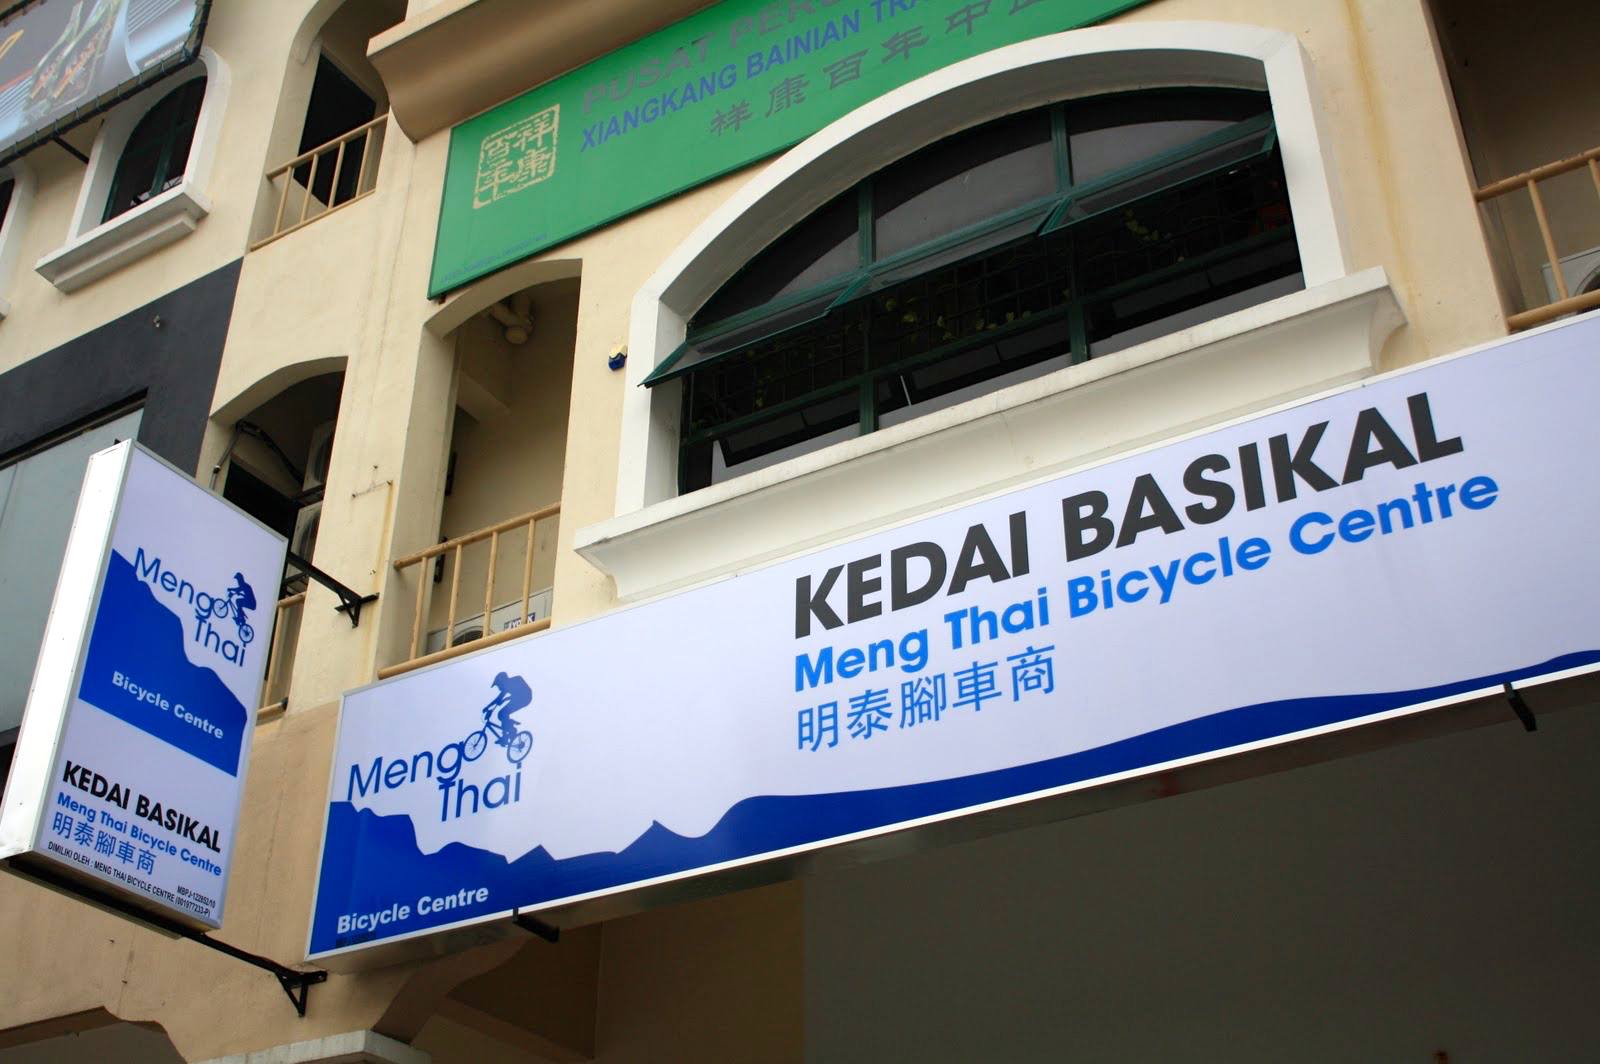 PUSAT
XIANGKANG BAINIAN
祥康百年中
祥康百年
Meng
Thai
Bicycle Centre
KEDAI BASIKAL
Meng Thai Bicycle Centre
明泰腳車商
DIMILIKI OLEH : MENG THAI BICYCLE CENTRE (001977233-P)
Meng
Thai
Bicycle Centre
KEDAI BASIKAL
Meng Thai Bicycle Centre
明泰腳車商